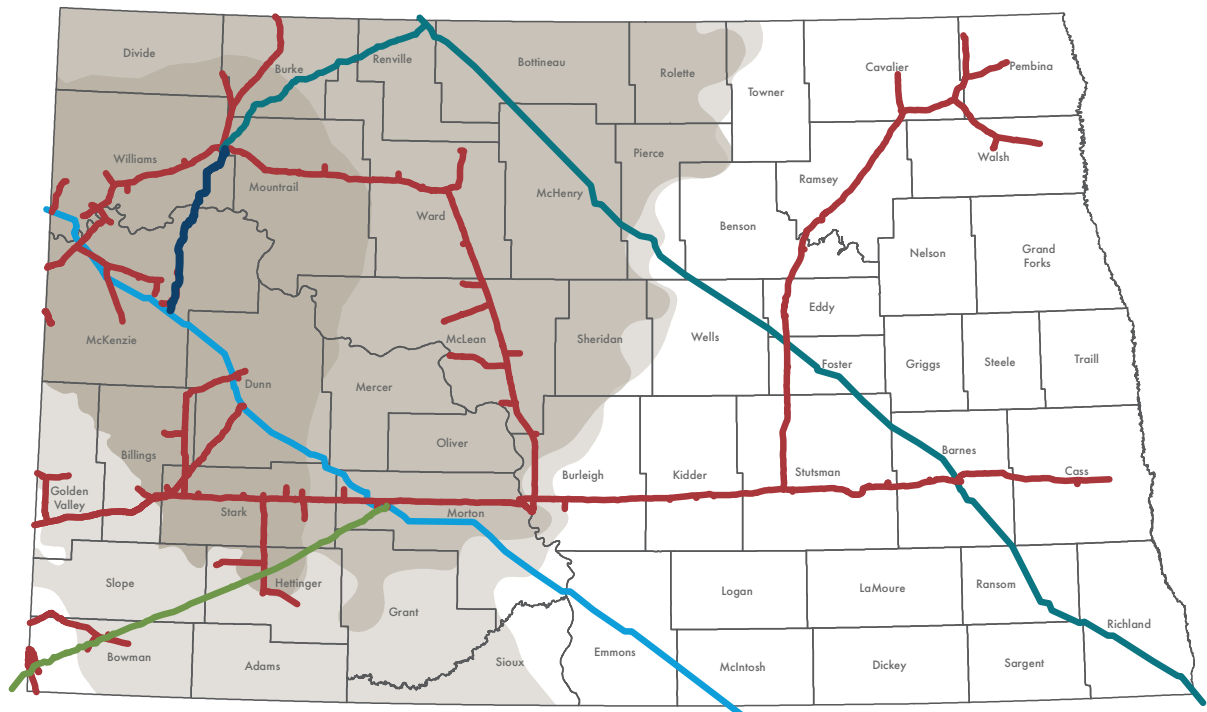 Divide
Burke
Renville
Bottineau
Rolette
Towner
Cavalier
Pembina
Williams
Mountrail
Ward
McHenry
Pierce
Benson
Ramsey
Walsh
Nelson
Grand
Forks
McKenzie
Dunn
McLean
Mercer
Oliver
Sheridan
Wells
Eddy
Foster
Griggs
Steele
Traill
Golden
Valley
Billings
Stark
Morton
Burleigh
Kidder
Stutsman
Barnes
Cass
Slope
Hettinger
Grant
Bowman
Adams
Sioux
Emmons
Logan
McIntosh
LaMoure
Dickey
Ransom
Sargent
Richland